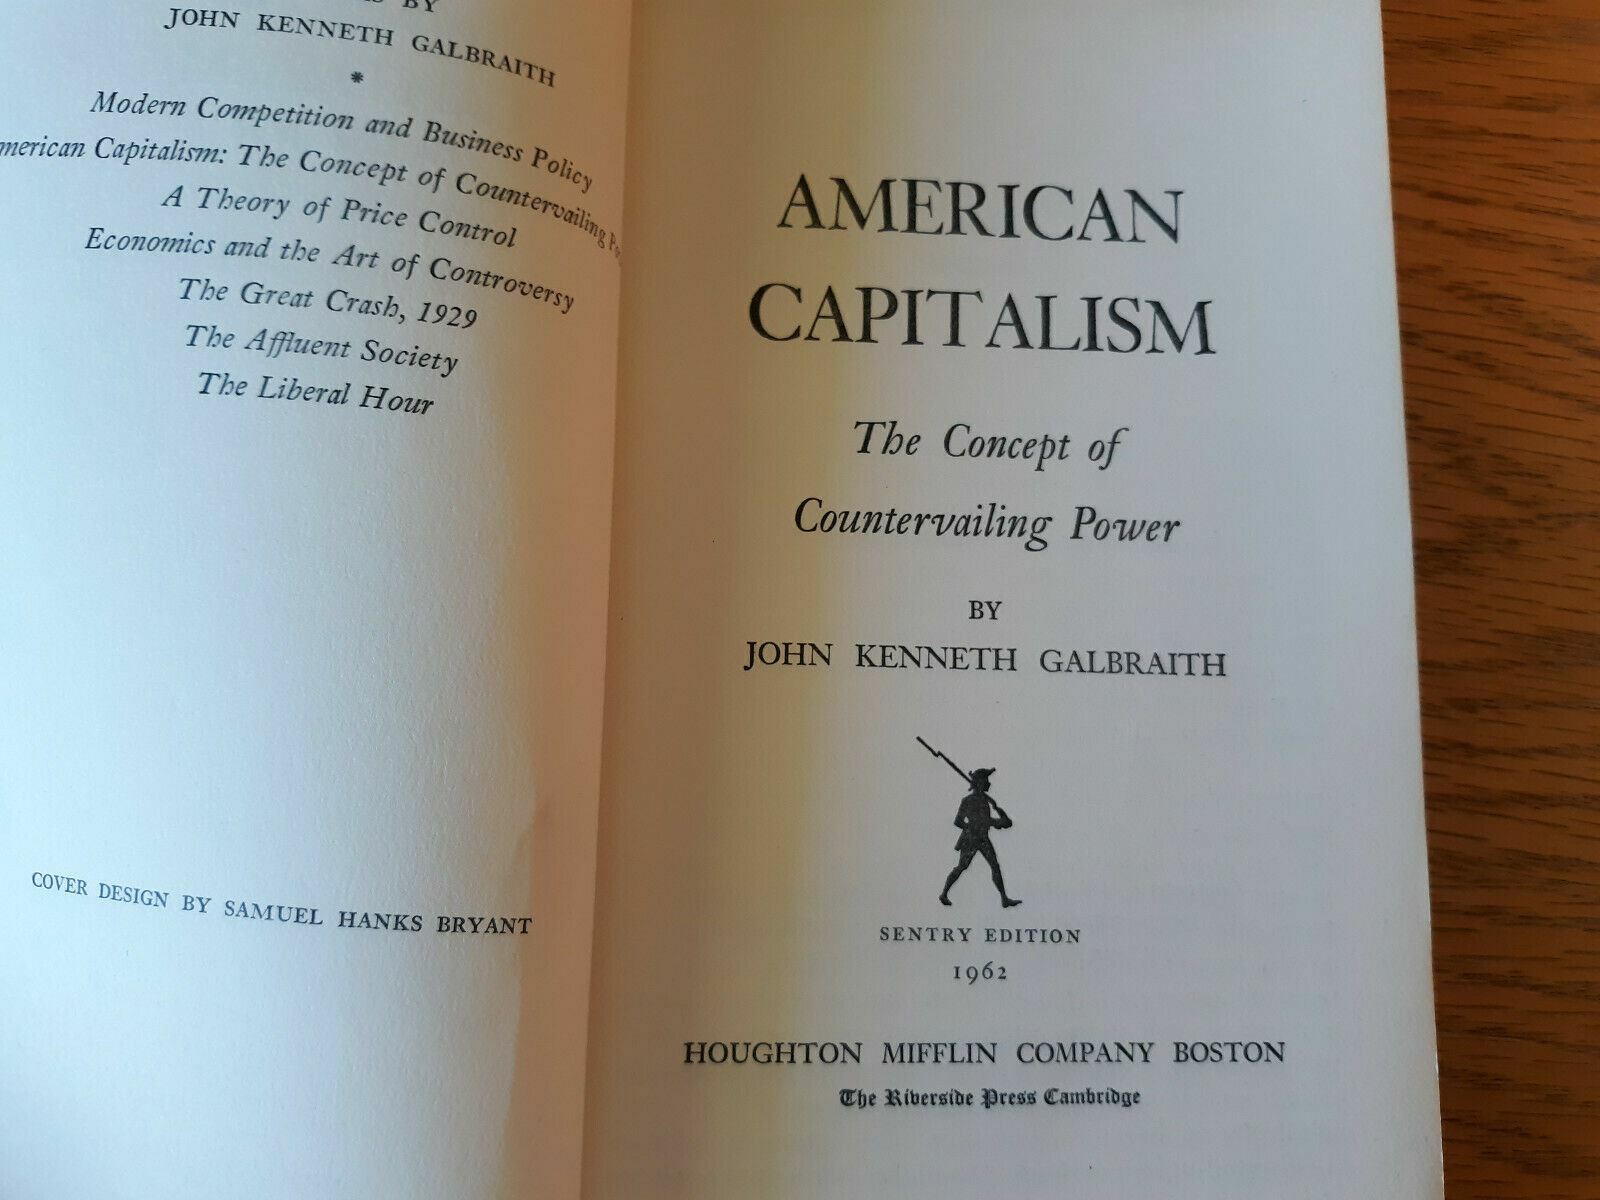 BY
JOHN KENNETH GALBRAITH
*
Modern Competition and Business Policy
merican Capitalism: The Concept of Countervailing
A Theory of Price Control
Economics and the Art of Controversy
The Great Crash, 1929
The Affluent Society
The Liberal Hour
COVER DESIGN BY SAMUEL HANKS BRYANT
AMERICAN
CAPITALISM
The Concept of
Countervailing Power
BY
JOHN KENNETH GALBRAITH
SENTRY EDITION
1962
HOUGHTON MIFFLIN COMPANY BOSTON
The Riverside Press Cambridge